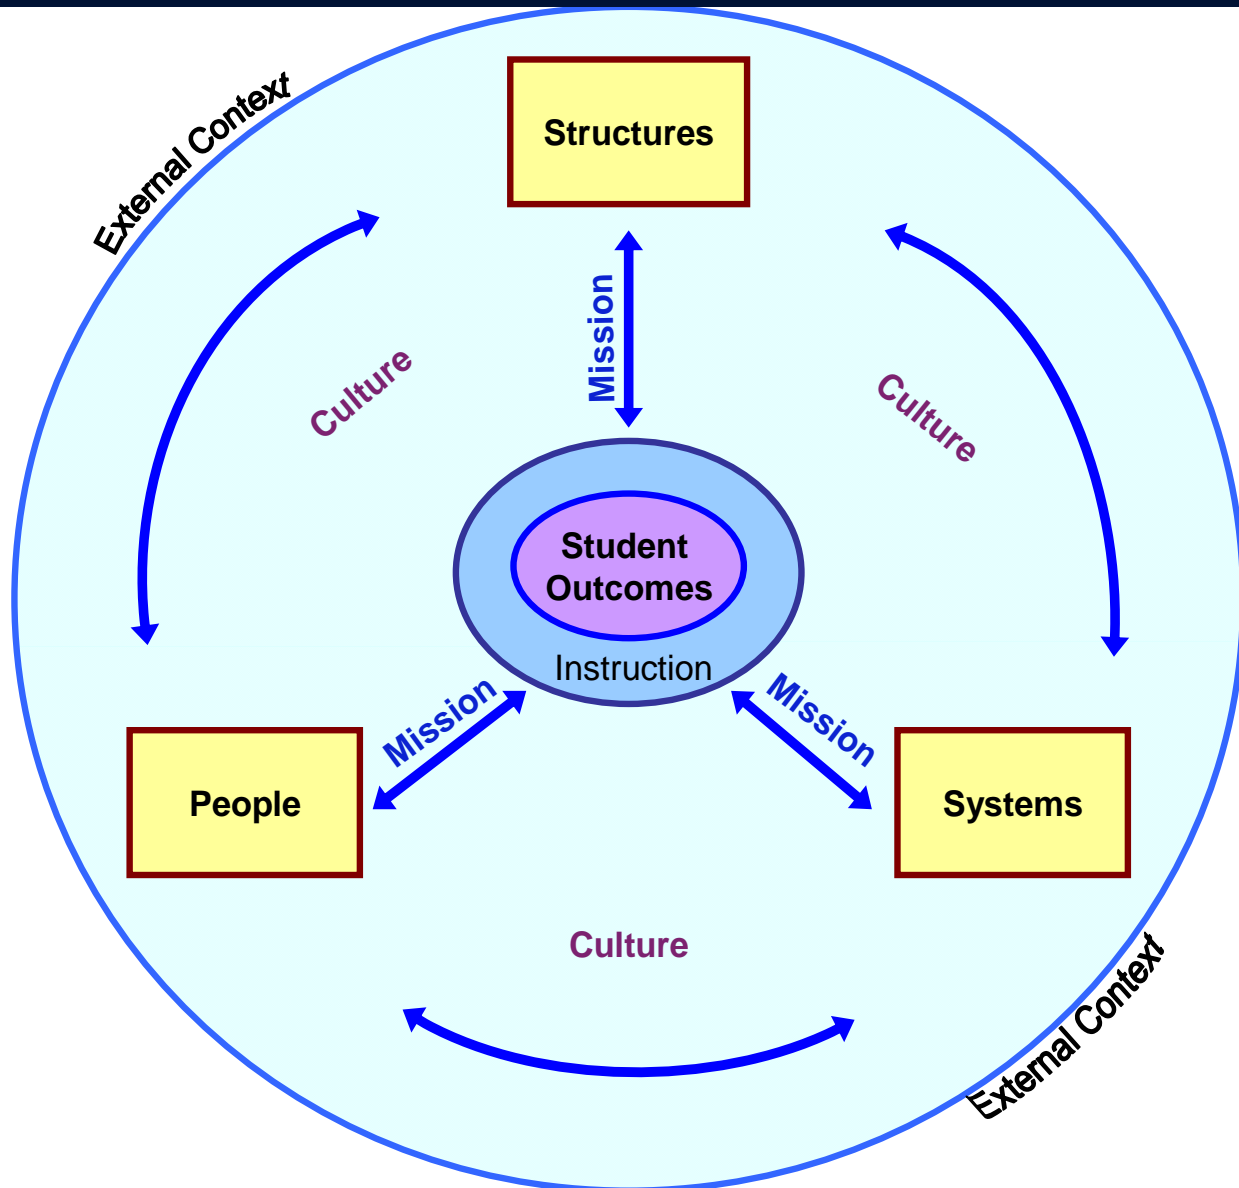 External Context
Structures
Mission
Culture
Culture
Student
Outcomes
Instruction
Mission
Mission
People
Systems
Culture
External Context